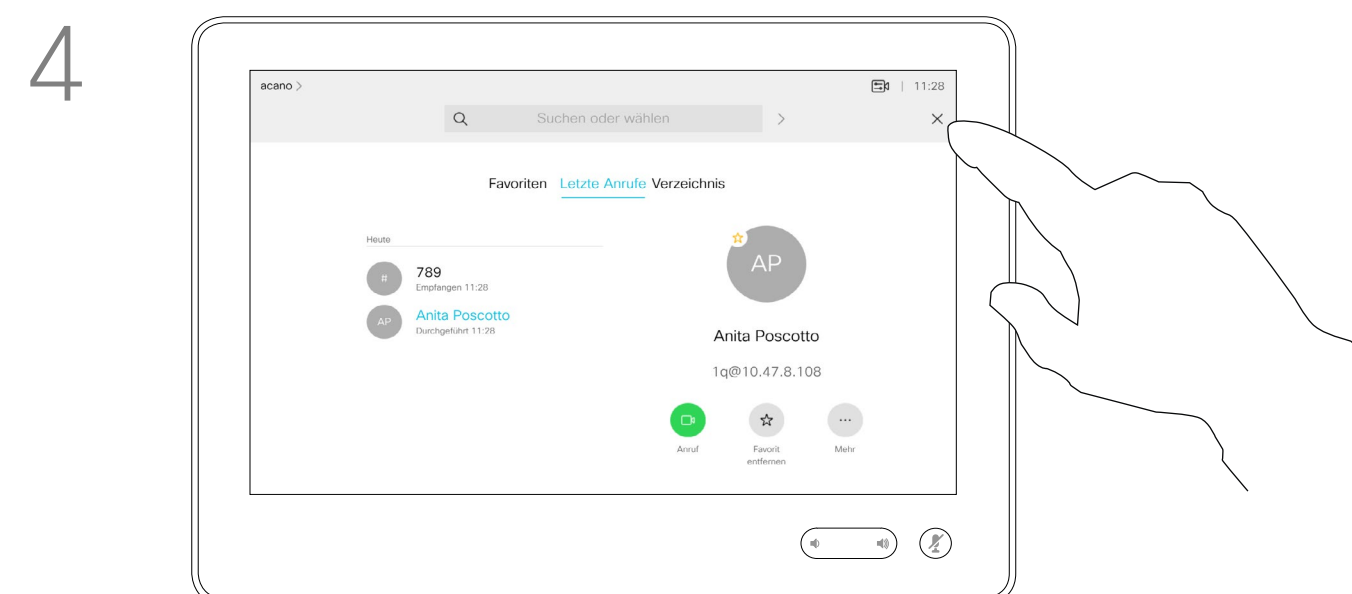 4
acano >
| 11:28
Suchen oder wählen >
Favoriten Letzte Anrufe Verzeichnis
Heute
# 789
Empfangen 11:28
AP Anita Poscotto
Durchgeführt 11:28
AP
Anita Poscotto
1q@10.47.8.108
Anruf
Favorit
entfernen
Mehr